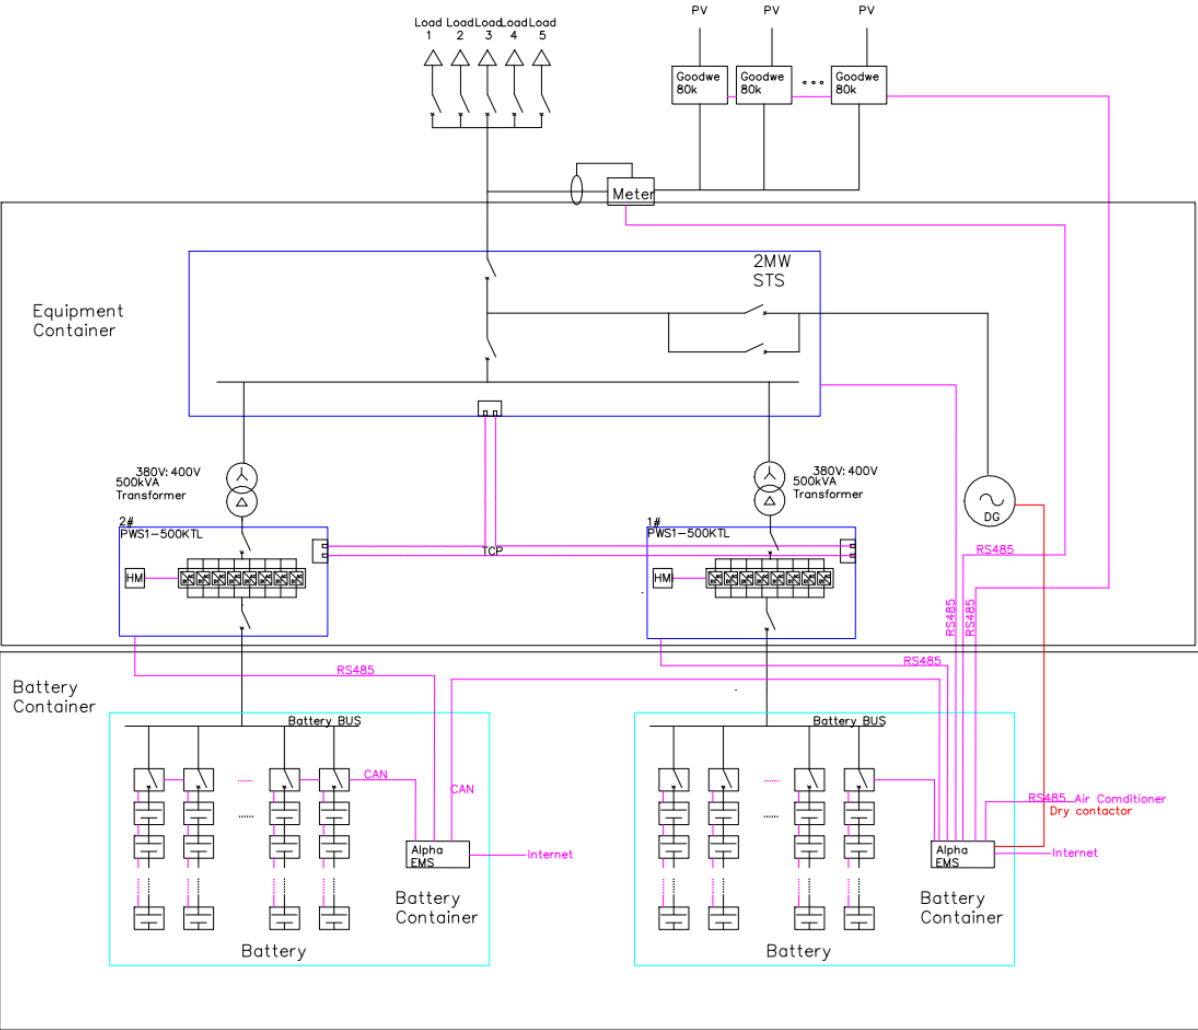 PV
PV
PV
Load
1
Load
2
Load
3
Load
4
Load
5
Goodwe
80k
Goodwe
80k
Goodwe
80k
Meter
2MW
STS
Equipment
Container
380V: 400V
500kVA
Transformer
380V: 400V
500kVA
Transformer
DG
2#
PWS1-500KTL
1#
PWS1-500KTL
TCP
HM
HM
RS485
RS485
RS485
RS485
RS485
Battery
Container
Battery BUS
Battery BUS
CAN
CAN
RS485 Air Comditioner
Dry contactor
Alpha
EMS
Internet
Alpha
EMS
Internet
Battery
Container
Battery
Container
Battery
Battery